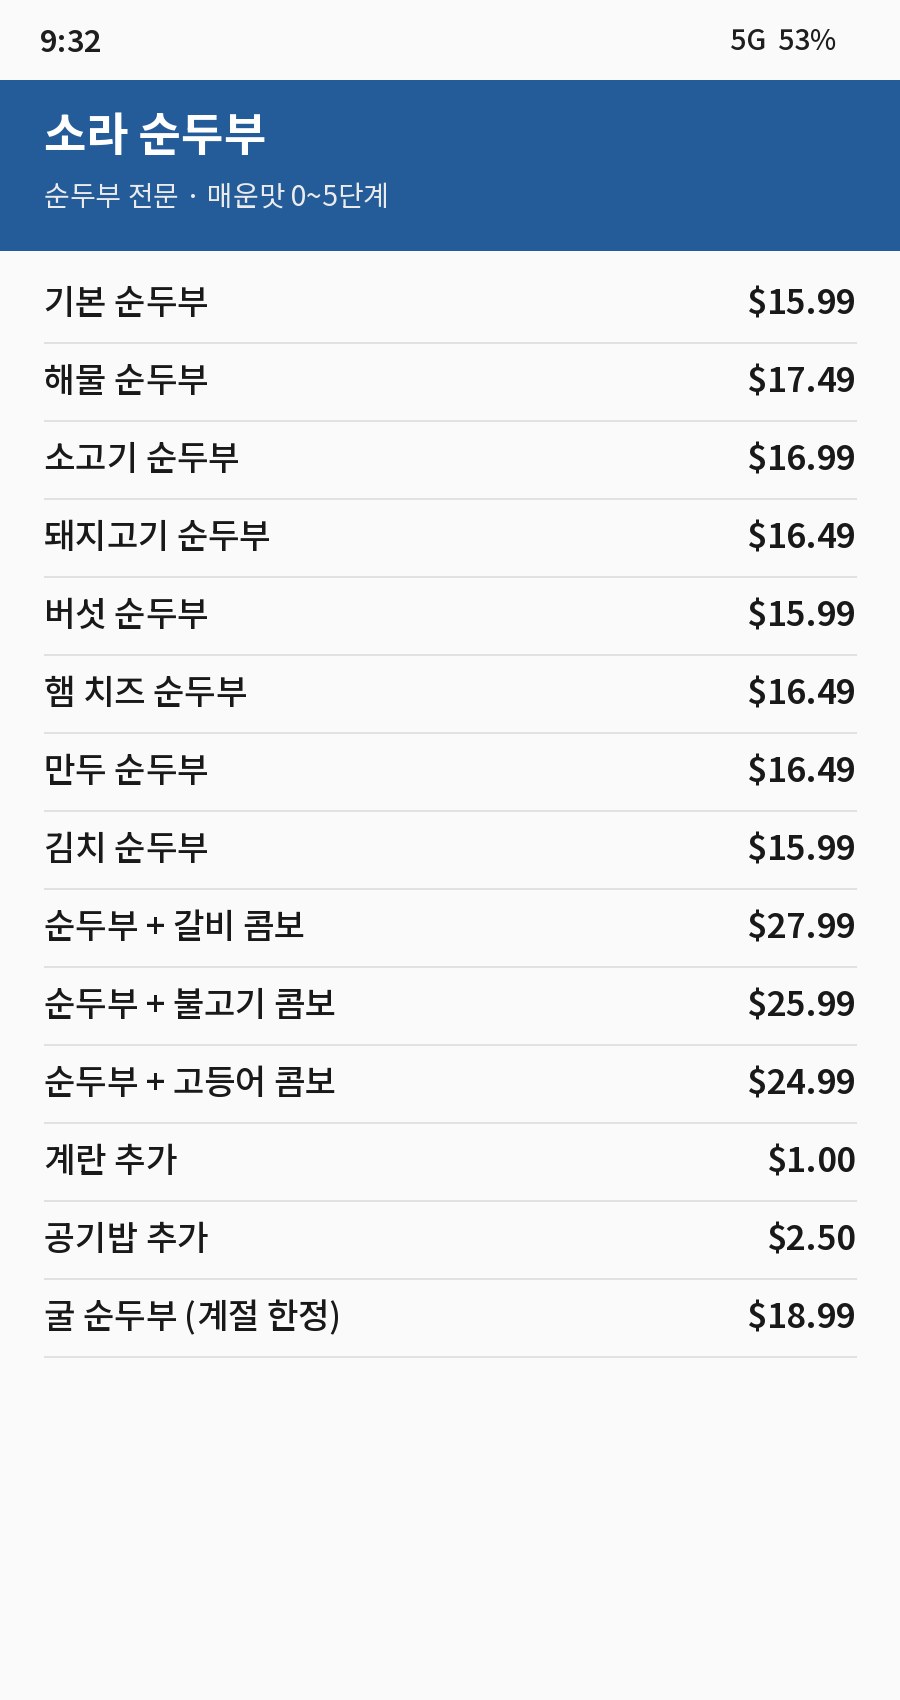 9:32 5G 53%
소라 순두부
순두부 전문 · 매운맛 0~5단계
기본 순두부 $15.99
해물 순두부 $17.49
소고기 순두부 $16.99
돼지고기 순두부 $16.49
버섯 순두부 $15.99
햄 치즈 순두부 $16.49
만두 순두부 $16.49
김치 순두부 $15.99
순두부 + 갈비 콤보 $27.99
순두부 + 불고기 콤보 $25.99
순두부 + 고등어 콤보 $24.99
계란 추가 $1.00
공기밥 추가 $2.50
굴 순두부 (계절 한정) $18.99